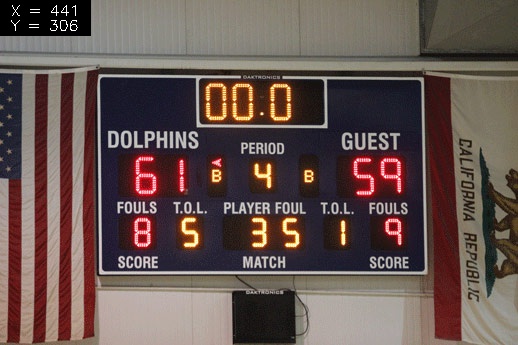 X = 441
Y = 306
DAKTRONICS
00.0
DOLPHINS PERIOD GUEST
61 B 4 B 59
FOULS T.O.L. PLAYER FOUL T.O.L. FOULS
8 5 35 1 9
SCORE MATCH SCORE
DAKTRONICS
CALIFORNIA REPUBLIC